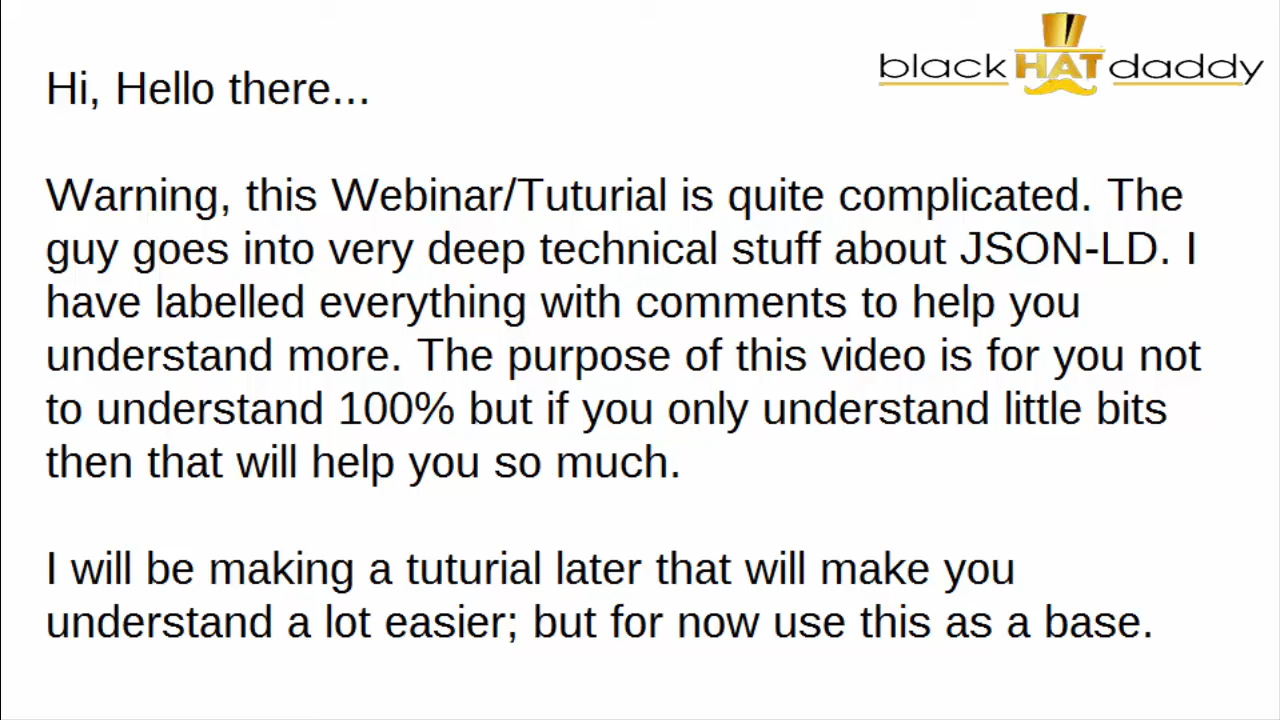 black HAT daddy
Hi, Hello there...
Warning, this Webinar/Tuturial is quite complicated. The
guy goes into very deep technical stuff about JSON-LD. I
have labelled everything with comments to help you
understand more. The purpose of this video is for you not
to understand 100% but if you only understand little bits
then that will help you so much.
I will be making a tuturial later that will make you
understand a lot easier; but for now use this as a base.